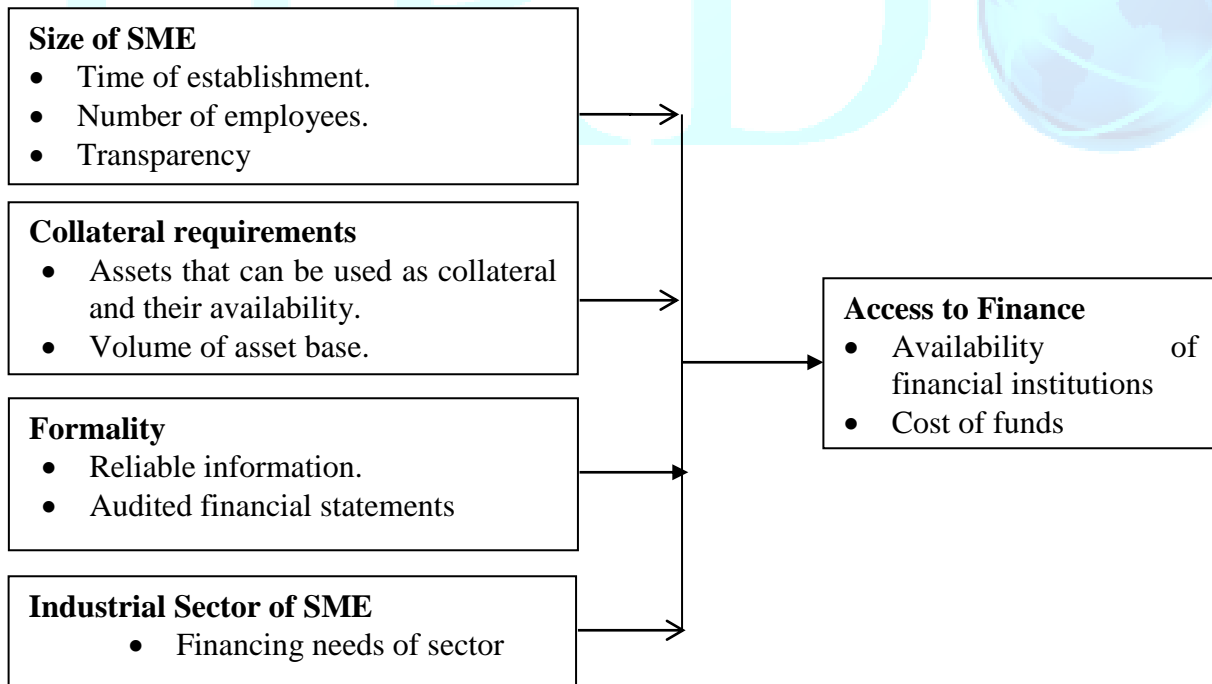 Size of SME
• Time of establishment.
• Number of employees.
• Transparency
Collateral requirements
• Assets that can be used as collateral
and their availability.
• Volume of asset base.
Formality
• Reliable information.
• Audited financial statements
Industrial Sector of SME
• Financing needs of sector
Access to Finance
• Availability of
financial institutions
• Cost of funds